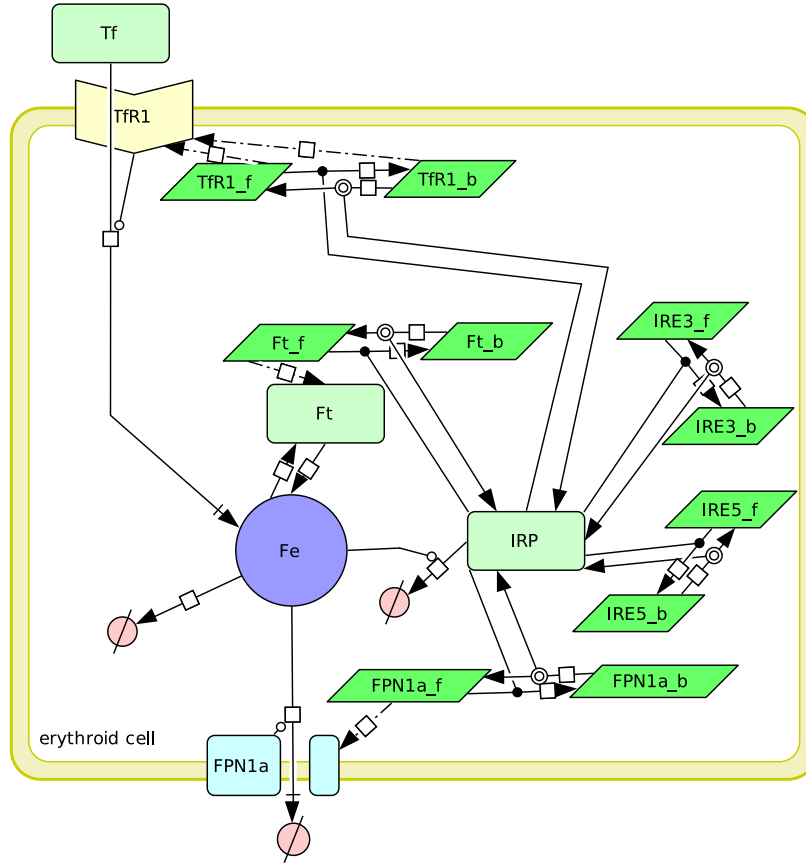 Tf
TfR1
TfR1_f
TfR1_b
Ft_f
Ft_b
IRE3_f
Ft
IRE3_b
IRE5_f
IRP
Fe
IRE5_b
FPN1a_f
FPN1a_b
erythroid cell
FPN1a